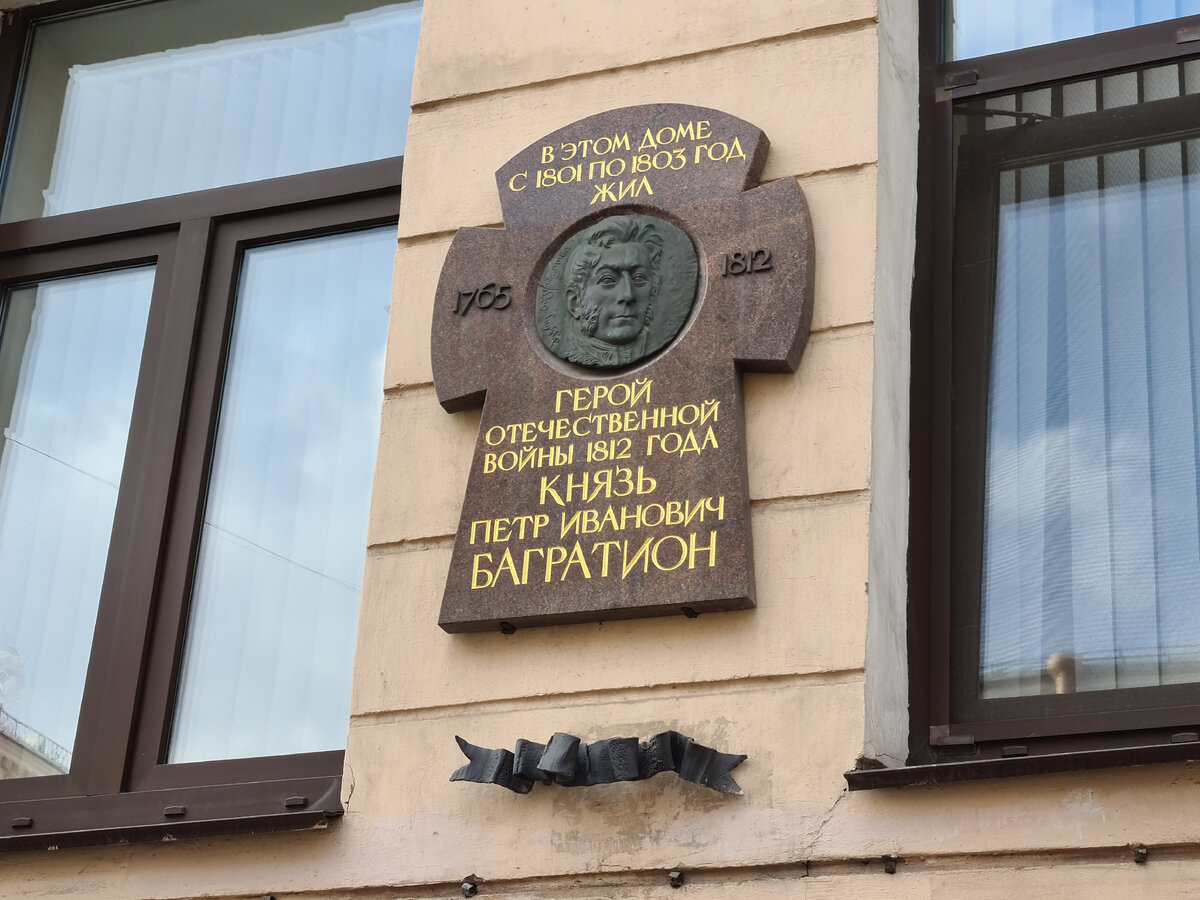 В ЭТОМ ДОМЕ
С 1801 ПО 1803 ГОД
ЖИЛ
1765
1812
ГЕРОЙ
ОТЕЧЕСТВЕННОЙ
ВОЙНЫ 1812 ГОДА
КНЯЗЬ
ПЕТР ИВАНОВИЧ
БАГРАТИОН